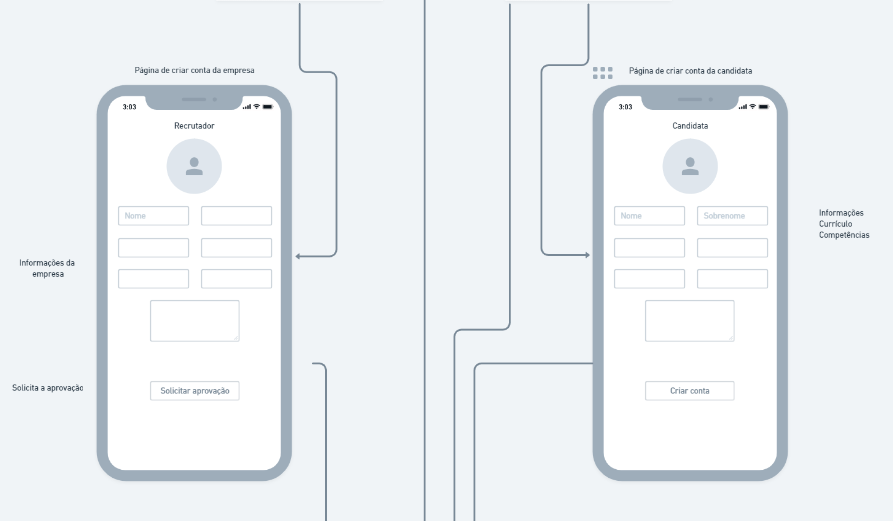 Página de criar conta da empresa
3:03
Recrutador
Nome
Informações da
empresa
Solicita a aprovação
Solicitar aprovação
Página de criar conta da candidata
3:03
Candidata
Nome
Sobrenome
Informações
Currículo
Competências
Criar conta